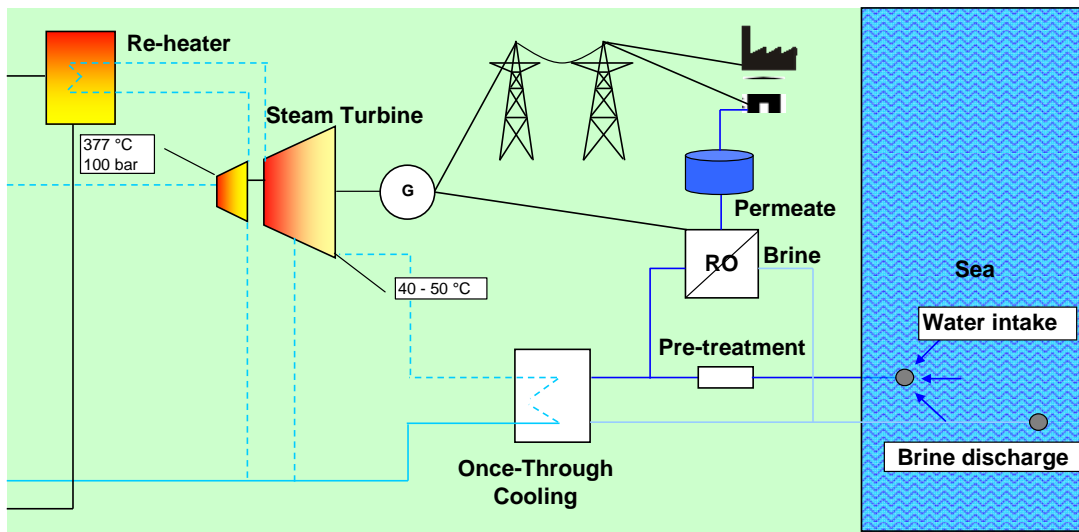 Re-heater
Steam Turbine
377 °C
100 bar
G
Permeate
RO
Brine
Sea
40 - 50 °C
Water intake
Pre-treatment
Brine discharge
Once-Through
Cooling